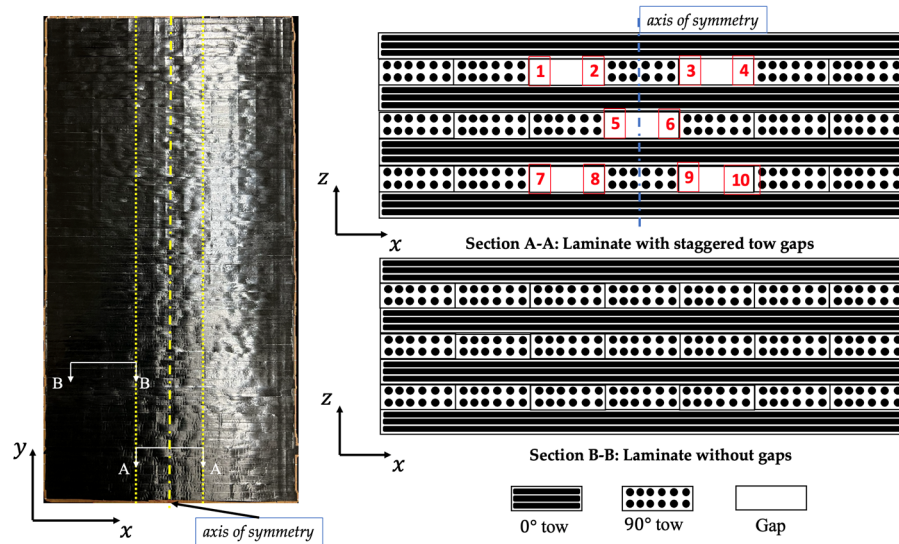 axis of symmetry
1 2 3 4
5 6
7 8 9 10
z
x
Section A-A: Laminate with staggered tow gaps
B B
z
x
Section B-B: Laminate without gaps
A A
y
x
axis of symmetry
0° tow 90° tow Gap